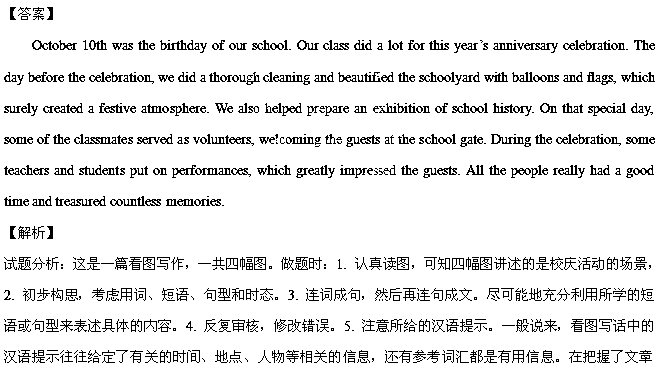 【答案】
October 10th was the birthday of our school. Our class did a lot for this year's anniversary celebration. The
day before the celebration, we did a thorough cleaning and beautified the schoolyard with balloons and flags, which
surely created a festive atmosphere. We also helped prepare an exhibition of school history. On that special day,
some of the classmates served as volunteers, welcoming the guests at the school gate. During the celebration, some
teachers and students put on performances, which greatly impressed the guests. All the people really had a good
time and treasured countless memories.
【解析】
试题分析：这是一篇看图写作，一共四幅图。做题时：1. 认真读图，可知四幅图讲述的是校庆活动的场景，
2. 初步构思，考虑用词、短语、句型和时态。3. 连词成句，然后再连句成文。尽可能地充分利用所学的短
语或句型来表述具体的内容。4. 反复审核，修改错误。5. 注意所给的汉语提示。一般说来，看图写话中的
汉语提示往往给定了有关的时间、地点、人物等相关的信息，还有参考词汇都是有用信息。在把握了文章